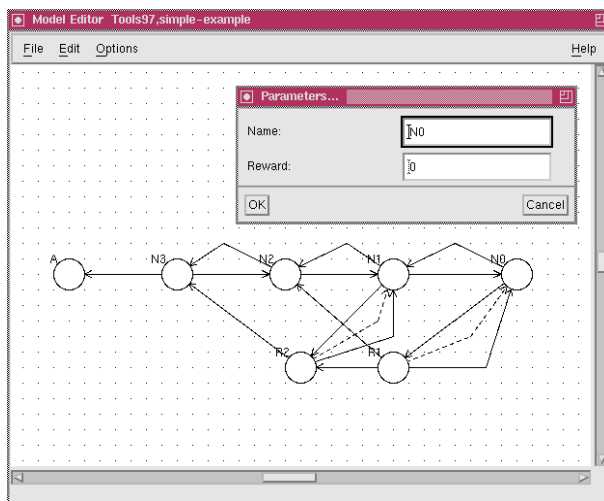 Model Editor Tools97,simple-example
File Edit Options Help
Parameters...
Name: N0
Reward: 0
OK Cancel
A N3 N2 N1 N0
R2 R1